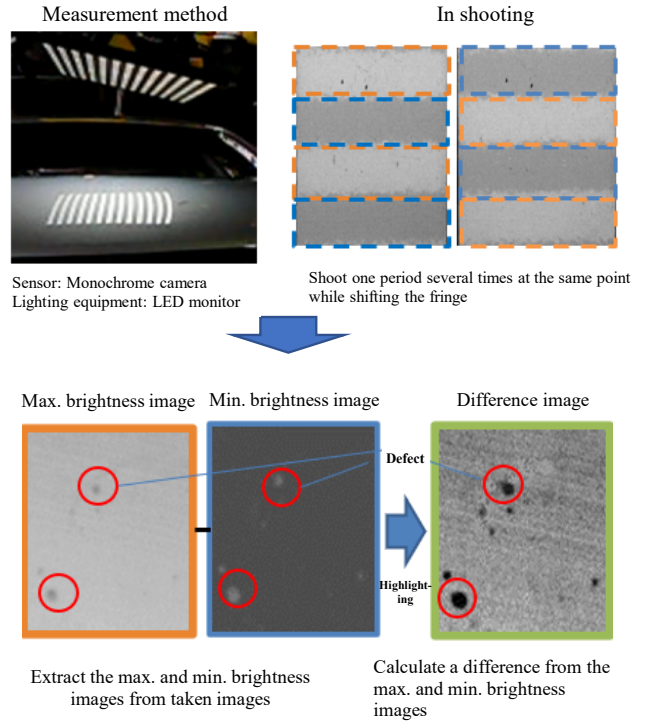 Measurement method
In shooting
Sensor: Monochrome camera
Lighting equipment: LED monitor
Shoot one period several times at the same point
while shifting the fringe
Max. brightness image
Min. brightness image
Difference image
Defect
Highlight-
ing
Extract the max. and min. brightness
images from taken images
Calculate a difference from the
max. and min. brightness
images